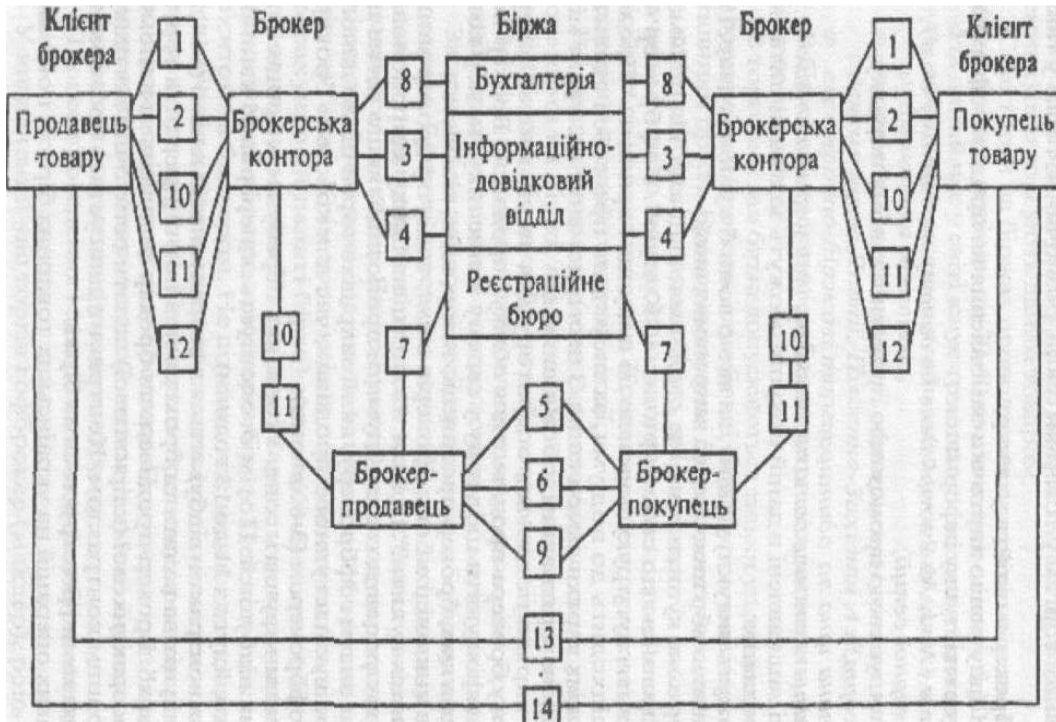 Клієнт
брокера
Брокер
Біржа
Брокер
Клієнт
брокера
1
2
10
11
12
8
3
4
8
3
4
1
2
10
11
12
Продавець
товару
Брокерська
контора
Бухгалтерія
Інформаційно-
довідковий
відділ
Реєстраційне
бюро
Брокерська
контора
Покупець
товару
10
11
7
7
10
11
5
6
9
Брокер-
продавець
Брокер-
покупець
13
14